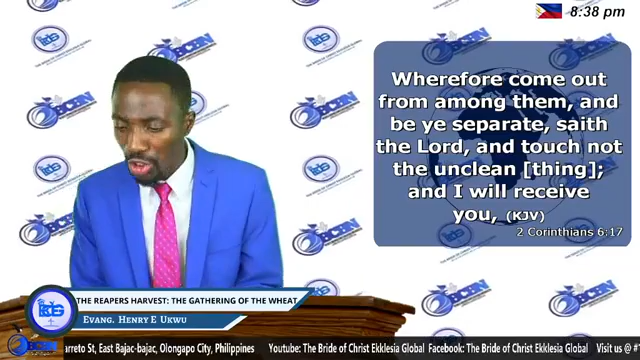 8:38 pm
Wherefore come out
from among them, and
be ye separate, saith
the Lord, and touch not
the unclean [thing];
and I will receive
you, (KJV)
2 Corinthians 6:17
THE REAPERS HARVEST: THE GATHERING OF THE WHEAT
Evang. Henry E Ukwu
arreto St, East Bajac-bajac, Olongapo City, Philippines Youtube: The Bride of Christ Ekklesia Global Facebook: The Bride of Christ Ekklesia Global Visit us @ #